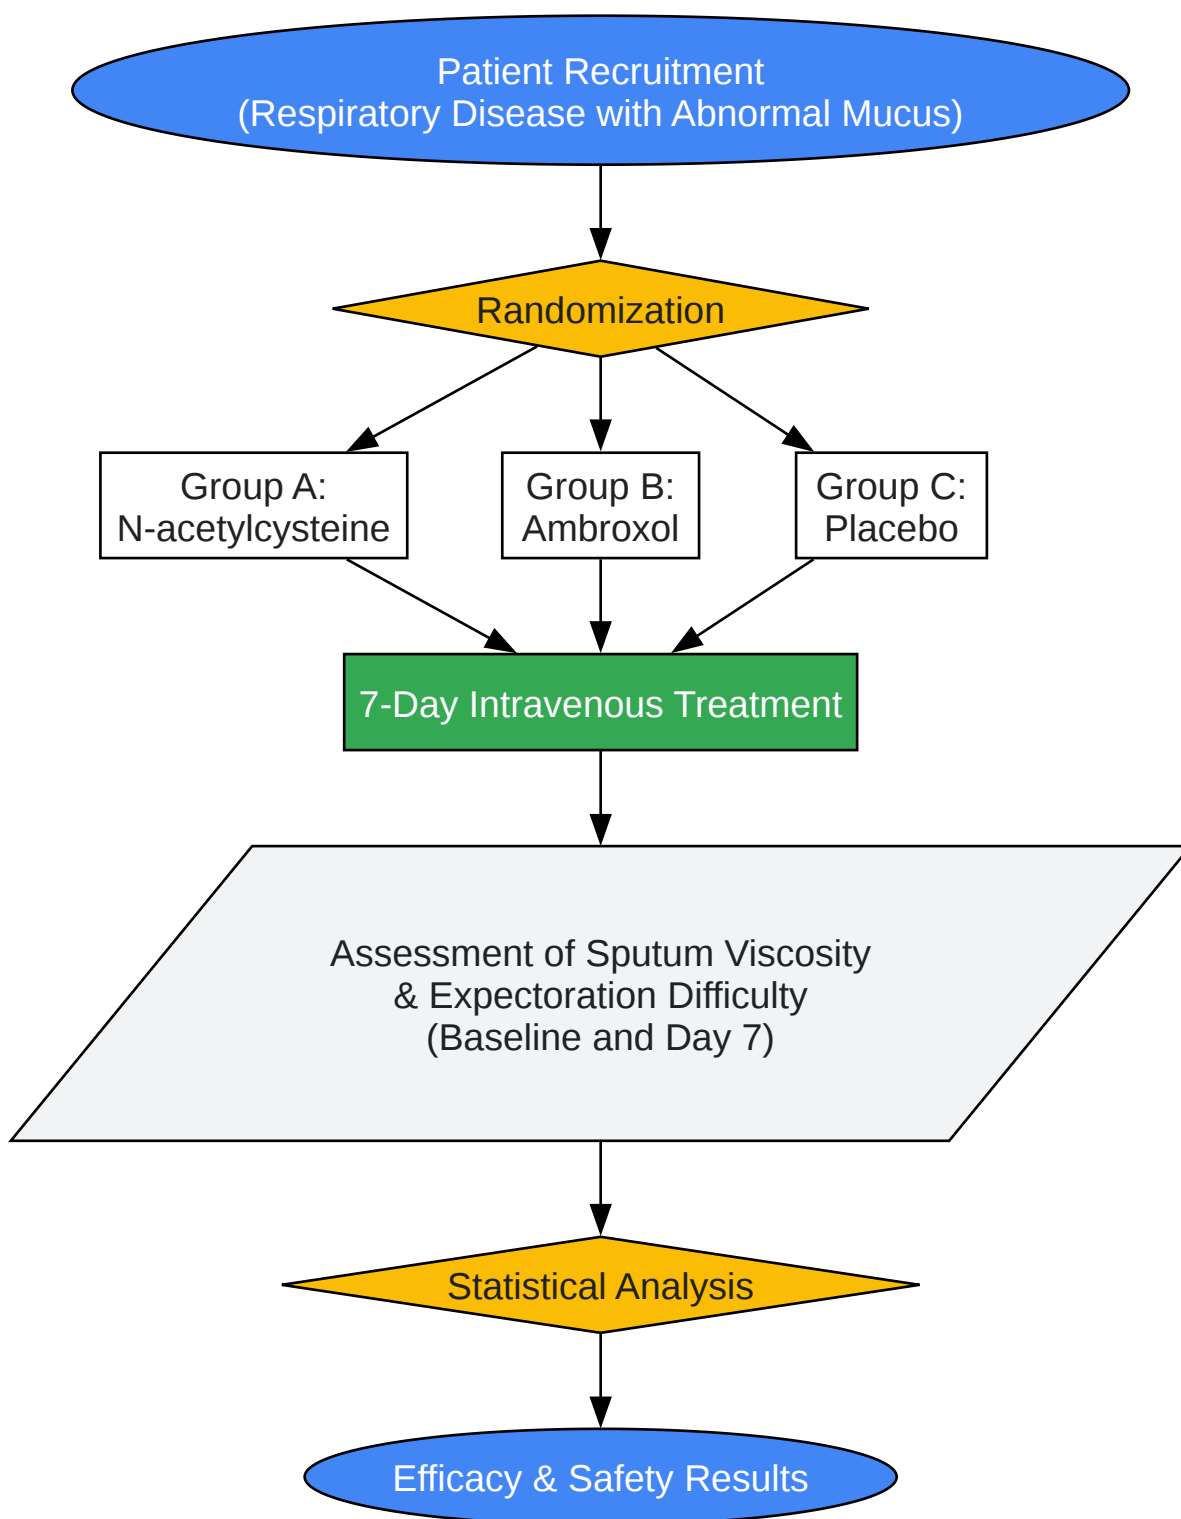 Patient Recruitment
(Respiratory Disease with Abnormal Mucus)
Randomization
Group A:
N-acetylcysteine
Group B:
Ambroxol
Group C:
Placebo
7-Day Intravenous Treatment
Assessment of Sputum Viscosity
& Expectoration Difficulty
(Baseline and Day 7)
Statistical Analysis
Efficacy & Safety Results